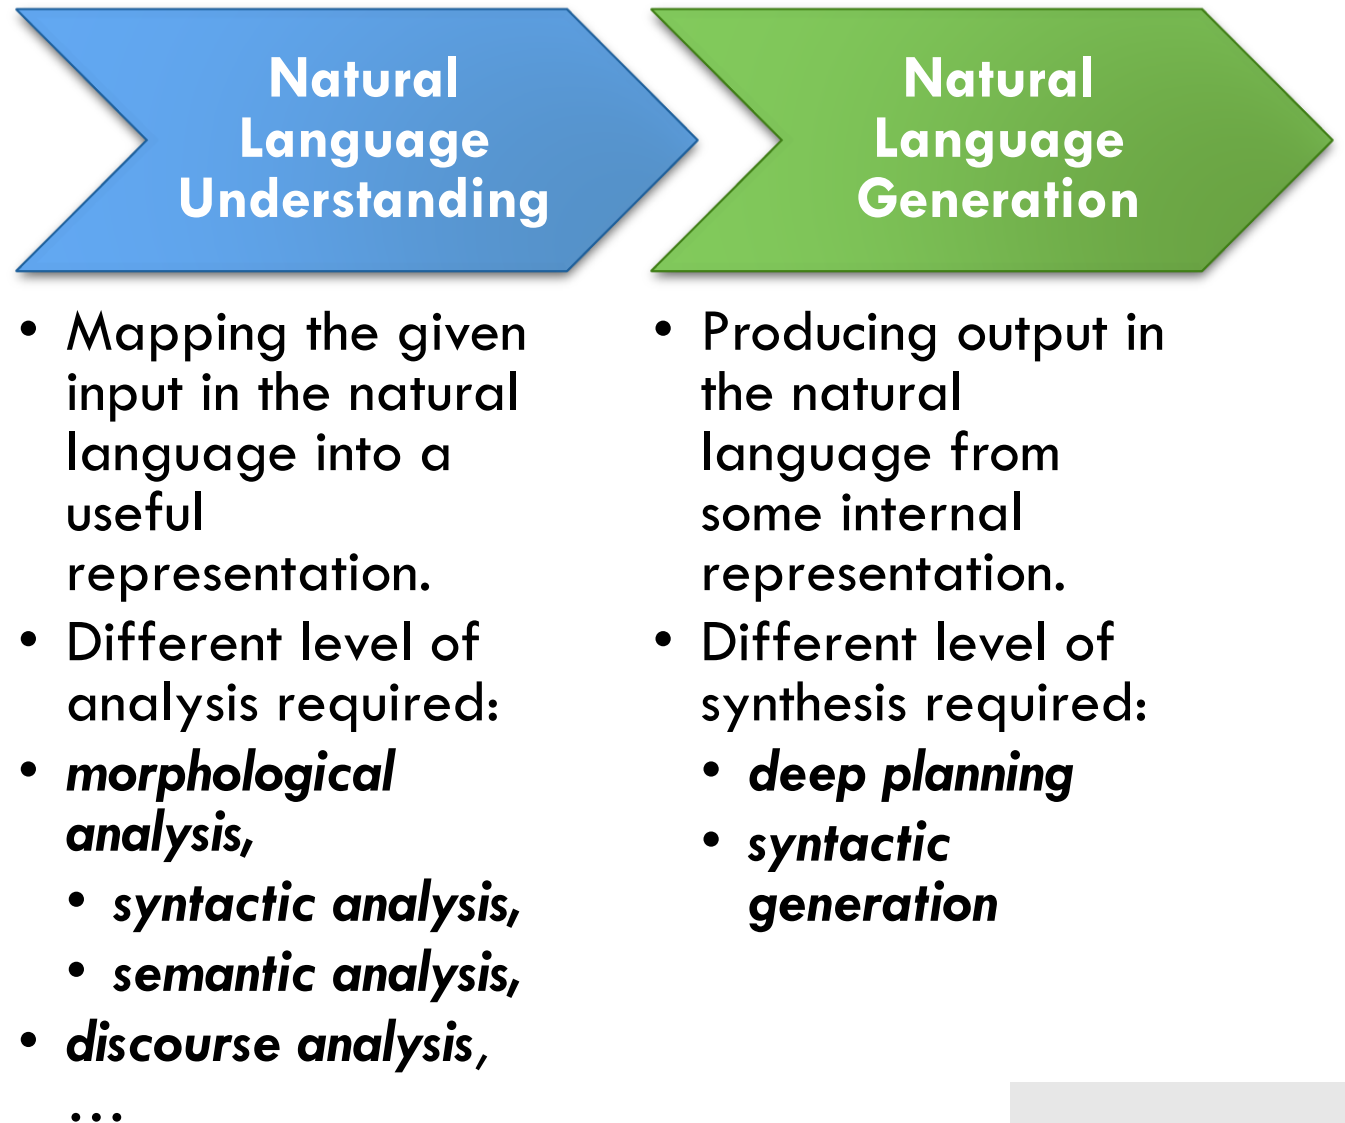 Natural
Language
Understanding
• Mapping the given
input in the natural
language into a
useful
representation.
• Different level of
analysis required:
• morphological
analysis,
• syntactic analysis,
• semantic analysis,
• discourse analysis,
…
Natural
Language
Generation
• Producing output in
the natural
language from
some internal
representation.
• Different level of
synthesis required:
• deep planning
• syntactic
generation